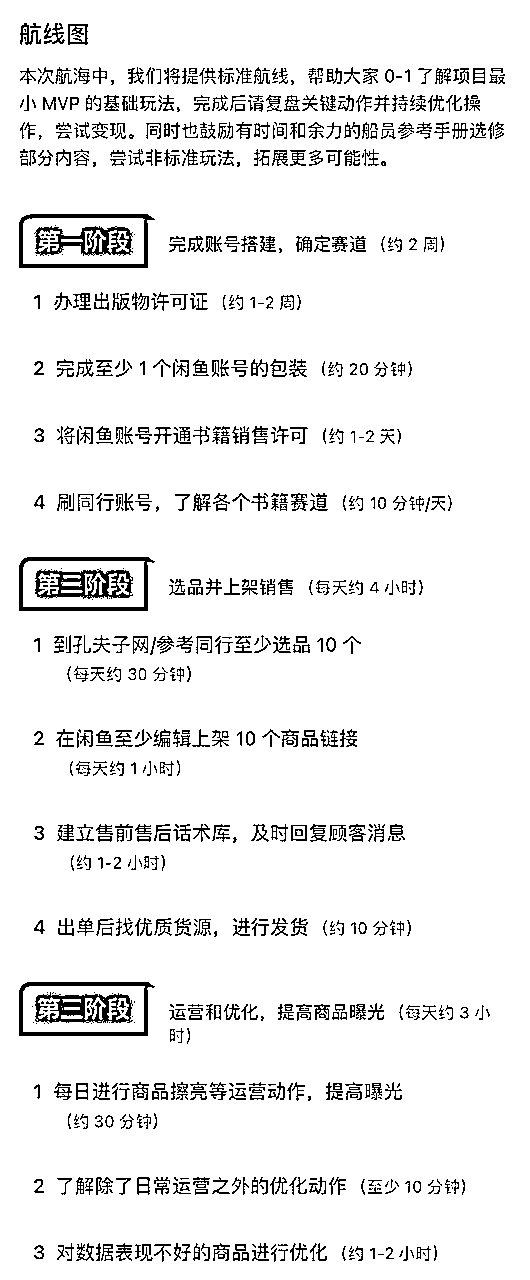 航线图
本次航海中，我们将提供标准航线，帮助大家 0-1 了解项目最
小 MVP 的基础玩法，完成后请复盘关键动作并持续优化操
作，尝试变现。同时也鼓励有时间和余力的船员参考手册选修
部分内容，尝试非标准玩法，拓展更多可能性。
第一阶段 完成账号搭建，确定赛道（约 2 周）
1 办理出版物许可证（约 1-2 周）
2 完成至少 1 个闲鱼账号的包装（约 20 分钟）
3 将闲鱼账号开通书籍销售许可（约 1-2 天）
4 刷同行账号，了解各个书籍赛道（约 10 分钟/天）
第二阶段 选品并上架销售（每天约 4 小时）
1 到孔夫子网/参考同行至少选品 10 个
（每天约 30 分钟）
2 在闲鱼至少编辑上架 10 个商品链接
（每天约 1 小时）
3 建立售前售后话术库，及时回复顾客消息
（约 1-2 小时）
4 出单后找优质货源，进行发货（约 10 分钟）
第三阶段 运营和优化，提高商品曝光（每天约 3 小
时）
1 每日进行商品擦亮等运营动作，提高曝光
（约 30 分钟）
2 了解除了日常运营之外的优化动作（至少 10 分钟）
3 对数据表现不好的商品进行优化（约 1-2 小时）